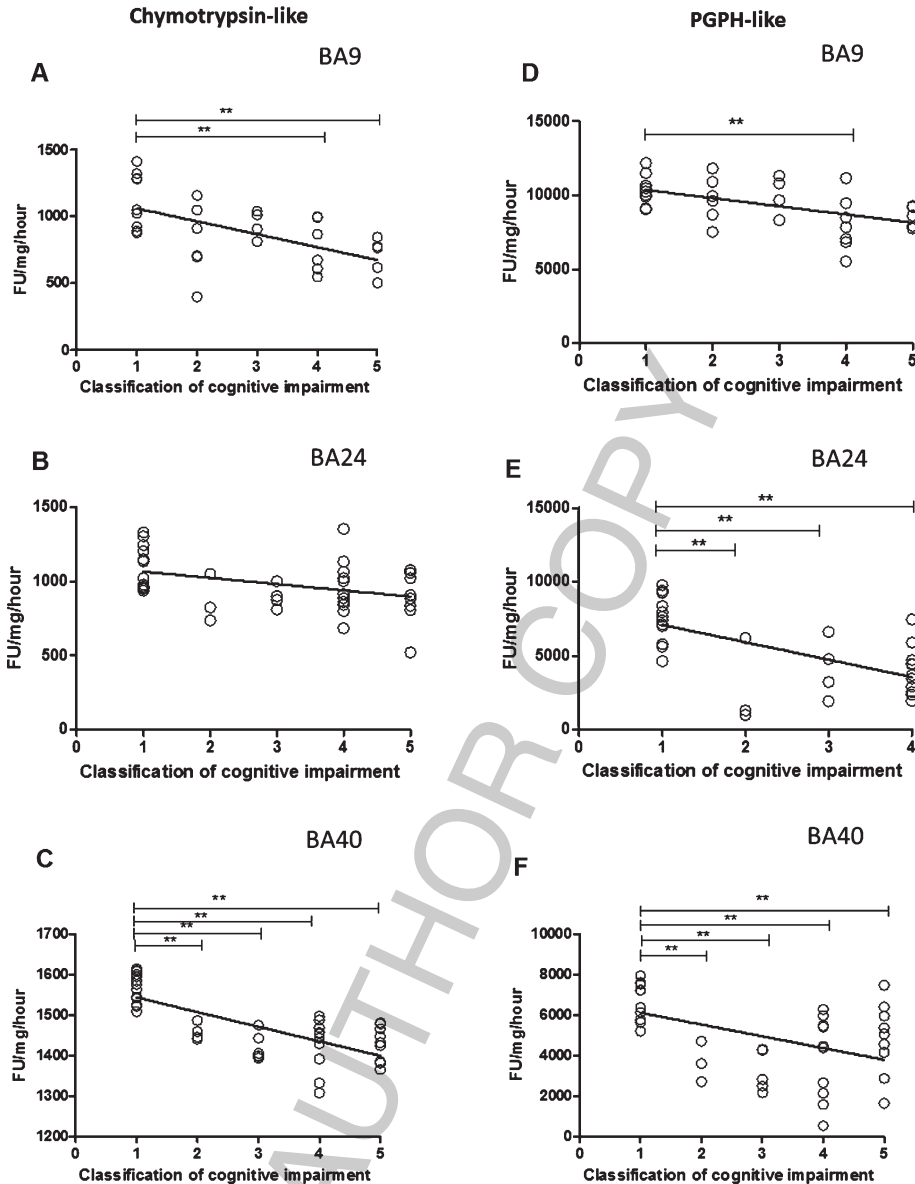 Chymotrypsin-like
PGPH-like
A
BA9
**
**
1500
1000
500
0
FU/mg/hour
0 1 2 3 4 5
Classification of cognitive impairment
D
BA9
**
15000
10000
5000
0
FU/mg/hour
0 1 2 3 4 5
Classification of cognitive impairment
B
BA24
1500
1000
500
0
FU/mg/hour
0 1 2 3 4 5
Classification of cognitive impairment
E
BA24
**
**
**
15000
10000
5000
0
FU/mg/hour
0 1 2 3 4
Classification of cognitive impairment
C
BA40
**
**
**
**
1700
1600
1500
1400
1300
1200
FU/mg/hour
0 1 2 3 4 5
Classification of cognitive impairment
F
BA40
**
**
**
**
10000
8000
6000
4000
2000
0
FU/mg/hour
0 1 2 3 4 5
Classification of cognitive impairment
AUTHOR COPY